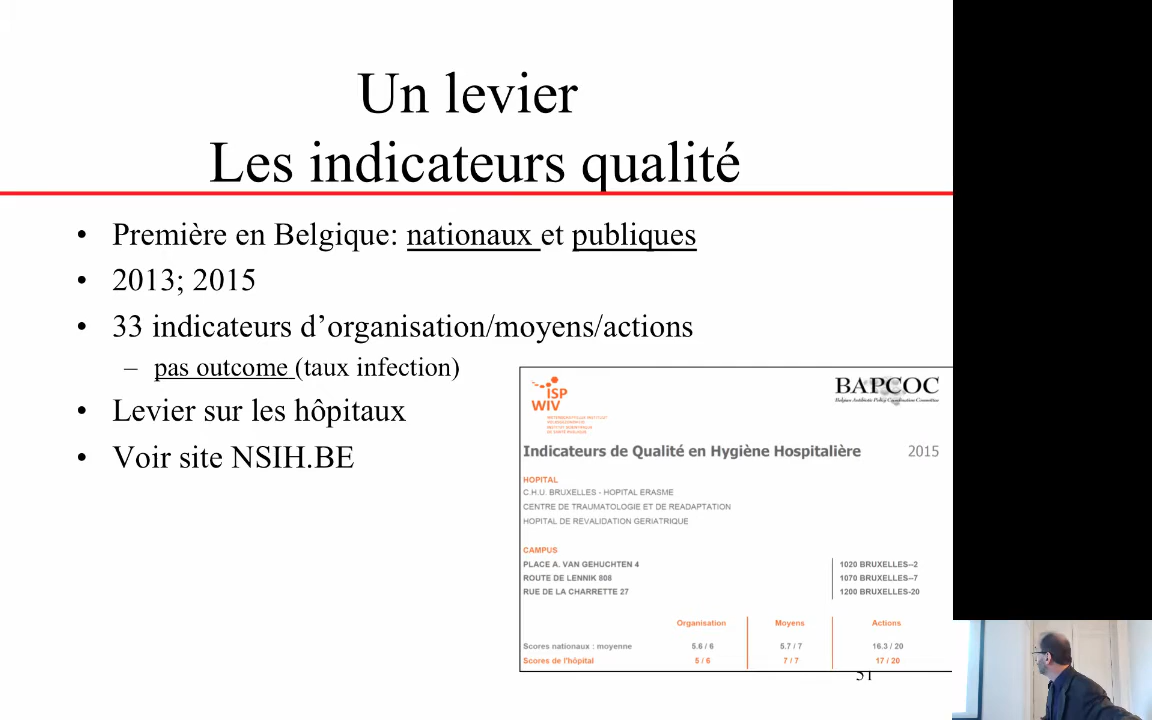 Un levier
Les indicateurs qualité
• Première en Belgique: nationaux et publiques
• 2013; 2015
• 33 indicateurs d’organisation/moyens/actions
– pas outcome (taux infection)
• Levier sur les hôpitaux
• Voir site NSIH.BE
ISP
WIV
BAPCOC
Belgian Antibiotic Policy Coordination Committee
Indicateurs de Qualité en Hygiène Hospitalière 2015
HOPITAL
C.H.U. BRUXELLES - HOPITAL ERASME
CENTRE DE TRAUMATOLOGIE ET DE READAPTATION
HOPITAL DE REVALIDATION GERIATRIQUE
CAMPUS
PLACE A. VAN GEHUCHTEN 4 1020 BRUXELLES--2
ROUTE DE LENNIK 808 1070 BRUXELLES--7
RUE DE LA CHARRETTE 27 1200 BRUXELLES-20
Organisation Moyens Actions
Scores nationaux : moyenne 5.6 / 6 5.7 / 7 16.3 / 20
Scores de l'hôpital 5 / 6 7 / 7 17 / 20
51